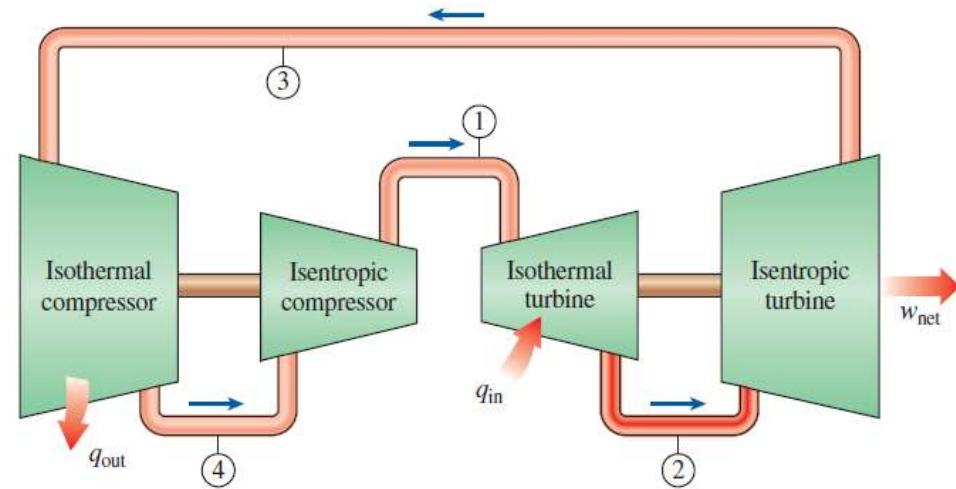 3
1
Isothermal
compressor
Isentropic
compressor
Isothermal
turbine
Isentropic
turbine
w_net
q_in
q_out
4
2